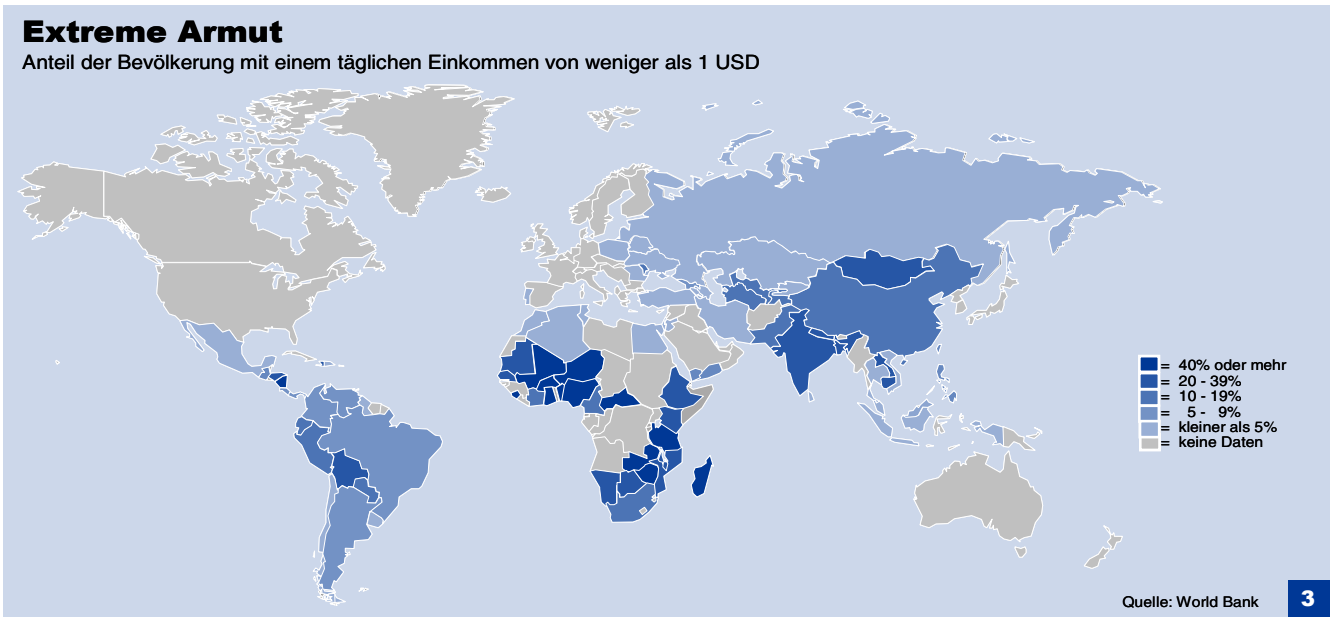 Extreme Armut
Anteil der Bevölkerung mit einem täglichen Einkommen von weniger als 1 USD
= 40% oder mehr
= 20 - 39%
= 10 - 19%
= 5 - 9%
= kleiner als 5%
= keine Daten
Quelle: World Bank
3